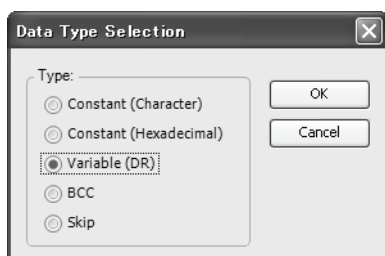 Data Type Selection
Type:
Constant (Character)
Constant (Hexadecimal)
Variable (DR)
BCC
Skip
OK
Cancel